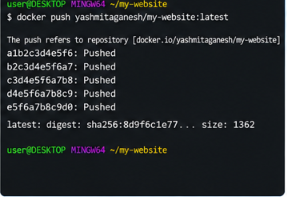 user@DESKTOP MINGW64 ~/my-website
$ docker push yashmitaganesh/my-website:latest
The push refers to repository [docker.io/yashmitaganesh/my-website]
a1b2c3d4e5f6: Pushed
b2c3d4e5f6a7: Pushed
c3d4e5f6a7b8: Pushed
d4e5f6a7b8c9: Pushed
e5f6a7b8c9d0: Pushed
latest: digest: sha256:8d9f6c1e77... size: 1362
user@DESKTOP MINGW64 ~/my-website